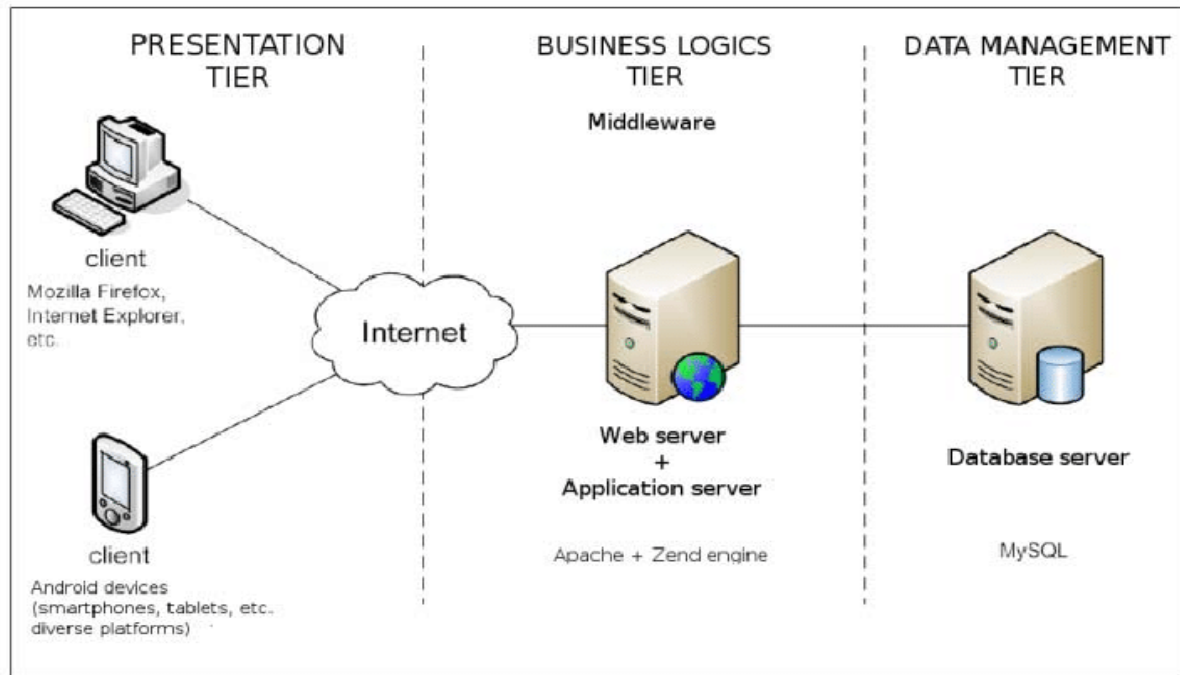 PRESENTATION
TIER
BUSINESS LOGICS
TIER
DATA MANAGEMENT
TIER
Middleware
client
Mozilla Firefox,
Internet Explorer,
etc.
Internet
Web server
+
Application server
Database server
client
Apache + Zend engine
MySQL
Android devices
(smartphones, tablets, etc..
diverse platforms)